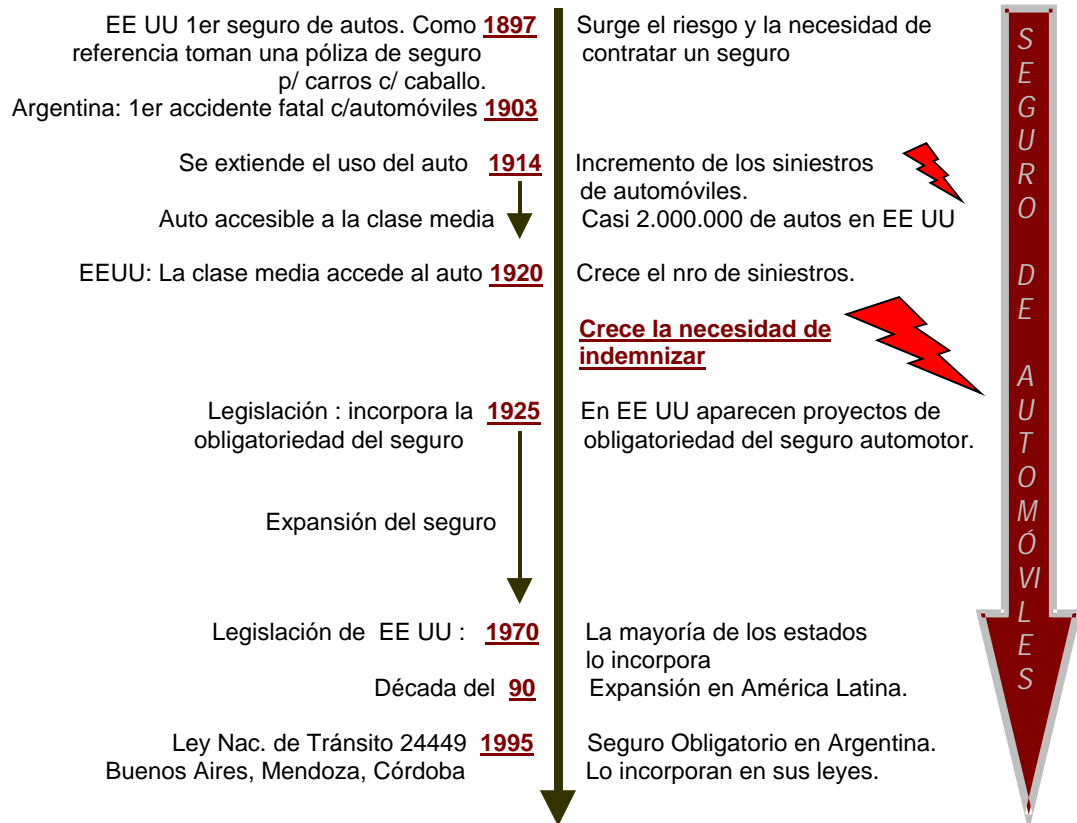 EE UU 1er seguro de autos. Como 1897
referencia toman una póliza de seguro
p/ carros c/ caballo.
Surge el riesgo y la necesidad de
contratar un seguro
Argentina: 1er accidente fatal c/automóviles 1903
Se extiende el uso del auto 1914
Incremento de los siniestros
de automóviles.
Auto accesible a la clase media
Casi 2.000.000 de autos en EE UU
EEUU: La clase media accede al auto 1920
Crece el nro de siniestros.
Crece la necesidad de
indemnizar
Legislación : incorpora la 1925
obligatoriedad del seguro
En EE UU aparecen proyectos de
obligatoriedad del seguro automotor.
Expansión del seguro
Legislación de EE UU : 1970
La mayoría de los estados
lo incorpora
Década del 90
Expansión en América Latina.
Ley Nac. de Tránsito 24449 1995
Buenos Aires, Mendoza, Córdoba
Seguro Obligatorio en Argentina.
Lo incorporan en sus leyes.
SEGURO DE AUTOMÓVILES